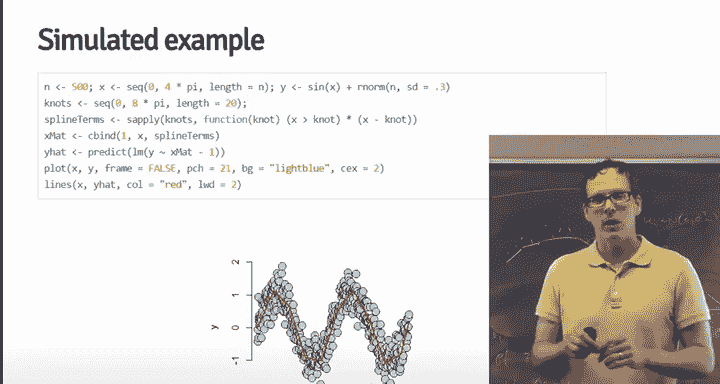 Simulated example
n <- 500; x <- seq(0, 4 * pi, length = n); y <- sin(x) + rnorm(n, sd = .3)
knots <- seq(0, 8 * pi, length = 20);
splineTerms <- sapply(knots, function(knot) (x > knot) * (x - knot))
xMat <- cbind(1, x, splineTerms)
yhat <- predict(lm(y ~ xMat - 1))
plot(x, y, frame = FALSE, pch = 21, bg = "lightblue", cex = 2)
lines(x, yhat, col = "red", lwd = 2)
2
1
y
0
-1